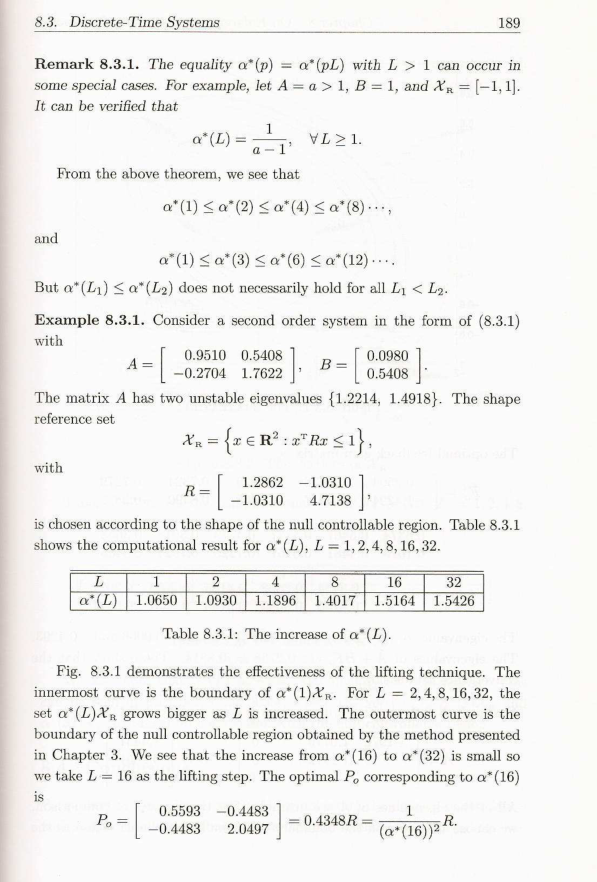 8.3. Discrete-Time Systems 189
Remark 8.3.1. The equality α*(p) = α*(pL) with L > 1 can occur in
some special cases. For example, let A = a > 1, B = 1, and X_R = [−1, 1].
It can be verified that
α*(L) = 1/(a − 1), ∀ L ≥ 1.
From the above theorem, we see that
α*(1) ≤ α*(2) ≤ α*(4) ≤ α*(8) ··· ,
and
α*(1) ≤ α*(3) ≤ α*(6) ≤ α*(12) ··· .
But α*(L₁) ≤ α*(L₂) does not necessarily hold for all L₁ < L₂.
Example 8.3.1. Consider a second order system in the form of (8.3.1)
with
A = [ 0.9510 0.5408 ; −0.2704 1.7622 ], B = [ 0.0980 ; 0.5408 ].
The matrix A has two unstable eigenvalues {1.2214, 1.4918}. The shape
reference set
X_R = {x ∈ R² : xᵀRx ≤ 1},
with
R = [ 1.2862 −1.0310 ; −1.0310 4.7138 ],
is chosen according to the shape of the null controllable region. Table 8.3.1
shows the computational result for α*(L), L = 1, 2, 4, 8, 16, 32.
L 1 2 4 8 16 32
α*(L) 1.0650 1.0930 1.1896 1.4017 1.5164 1.5426
Table 8.3.1: The increase of α*(L).
Fig. 8.3.1 demonstrates the effectiveness of the lifting technique. The
innermost curve is the boundary of α*(1)X_R. For L = 2, 4, 8, 16, 32, the
set α*(L)X_R grows bigger as L is increased. The outermost curve is the
boundary of the null controllable region obtained by the method presented
in Chapter 3. We see that the increase from α*(16) to α*(32) is small so
we take L = 16 as the lifting step. The optimal Pₒ corresponding to α*(16)
is
Pₒ = [ 0.5593 −0.4483 ; −0.4483 2.0497 ] = 0.4348R = 1/(α*(16))² R.